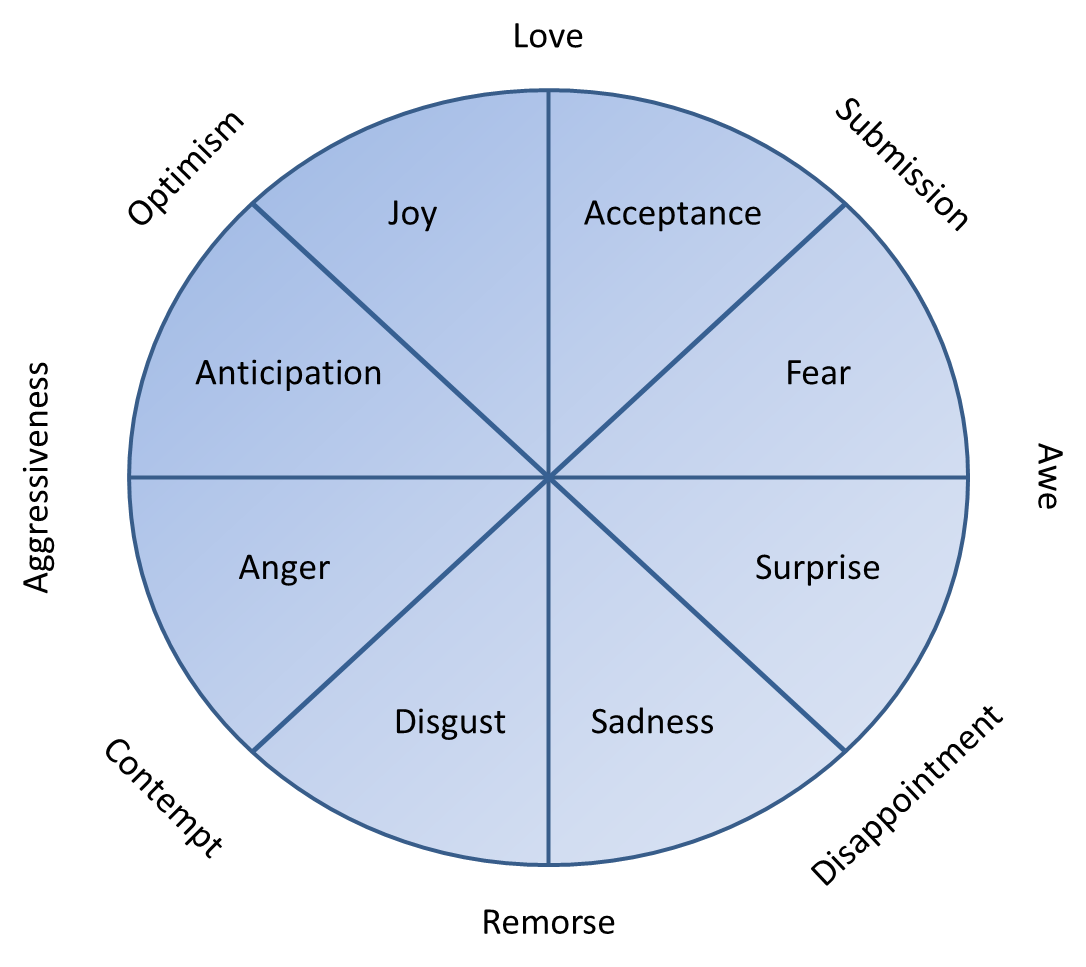 Love
Optimism
Submission
Joy
Acceptance
Anticipation
Fear
Aggressiveness
Awe
Anger
Surprise
Disgust
Sadness
Contempt
Disappointment
Remorse